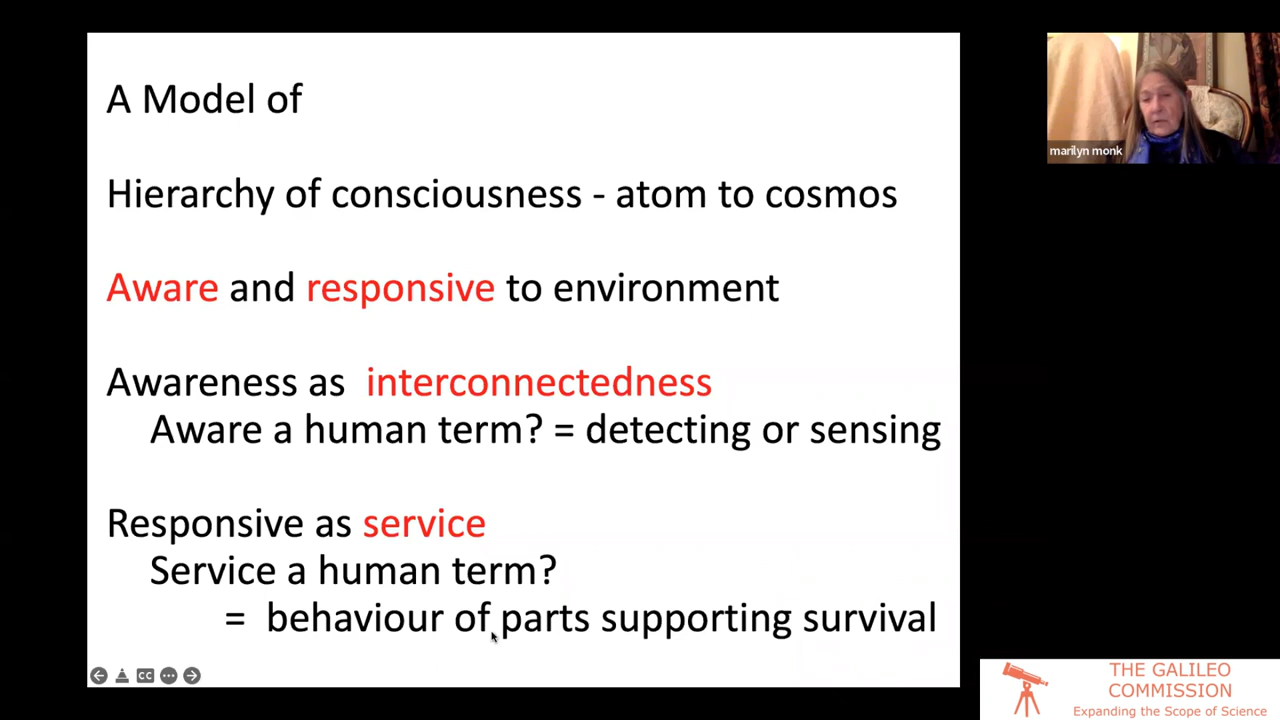 A Model of
Hierarchy of consciousness - atom to cosmos
Aware and responsive to environment
Awareness as interconnectedness
Aware a human term? = detecting or sensing
Responsive as service
Service a human term?
= behaviour of parts supporting survival
CC
marilyn monk
THE GALILEO
COMMISSION
Expanding the Scope of Science